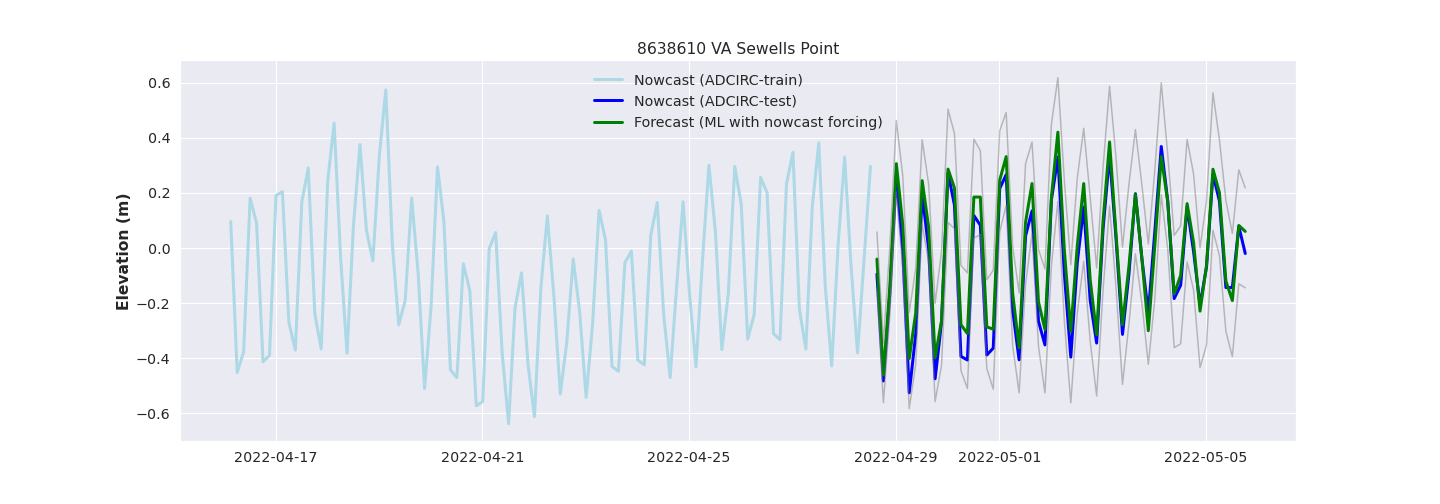 8638610 VA Sewells Point
Nowcast (ADCIRC-train)
Nowcast (ADCIRC-test)
Forecast (ML with nowcast forcing)
Elevation (m)
0.6
0.4
0.2
0.0
−0.2
−0.4
−0.6
2022-04-17 2022-04-21 2022-04-25 2022-04-29 2022-05-01 2022-05-05